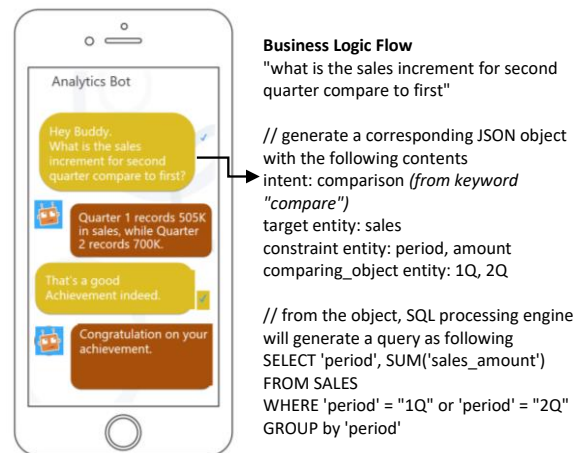 Analytics Bot
Hey Buddy.
What is the sales
increment for second
quarter compare to first?
Quarter 1 records 505K
in sales, while Quarter
2 records 700K.
That's a good
Achievement indeed.
Congratulation on your
achievement.
Business Logic Flow
"what is the sales increment for second
quarter compare to first"
// generate a corresponding JSON object
with the following contents
intent: comparison (from keyword
"compare")
target entity: sales
constraint entity: period, amount
comparing_object entity: 1Q, 2Q
// from the object, SQL processing engine
will generate a query as following
SELECT 'period', SUM('sales_amount')
FROM SALES
WHERE 'period' = "1Q" or 'period' = "2Q"
GROUP by 'period'